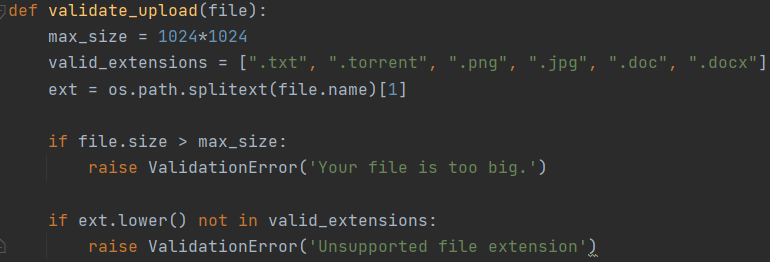 def validate_upload(file):
    max_size = 1024*1024
    valid_extensions = [".txt", ".torrent", ".png", ".jpg", ".doc", ".docx"]
    ext = os.path.splitext(file.name)[1]

    if file.size > max_size:
        raise ValidationError('Your file is too big.')

    if ext.lower() not in valid_extensions:
        raise ValidationError('Unsupported file extension')